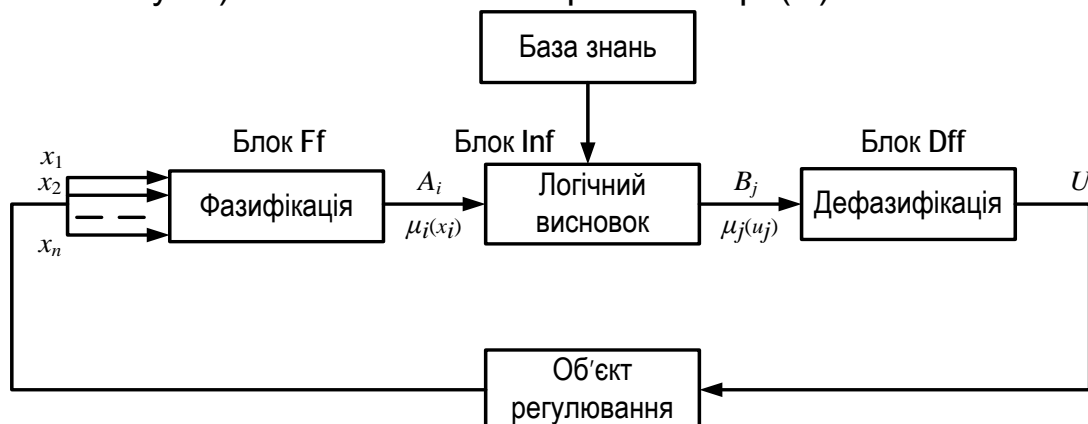 База знань
Блок Ff
Блок Inf
Блок Dff
x₁
x₂
xₙ
Фазифікація
Aᵢ
μᵢ(xᵢ)
Логічний
висновок
Bⱼ
μⱼ(uⱼ)
Дефазифікація
U
Об′єкт
регулювання